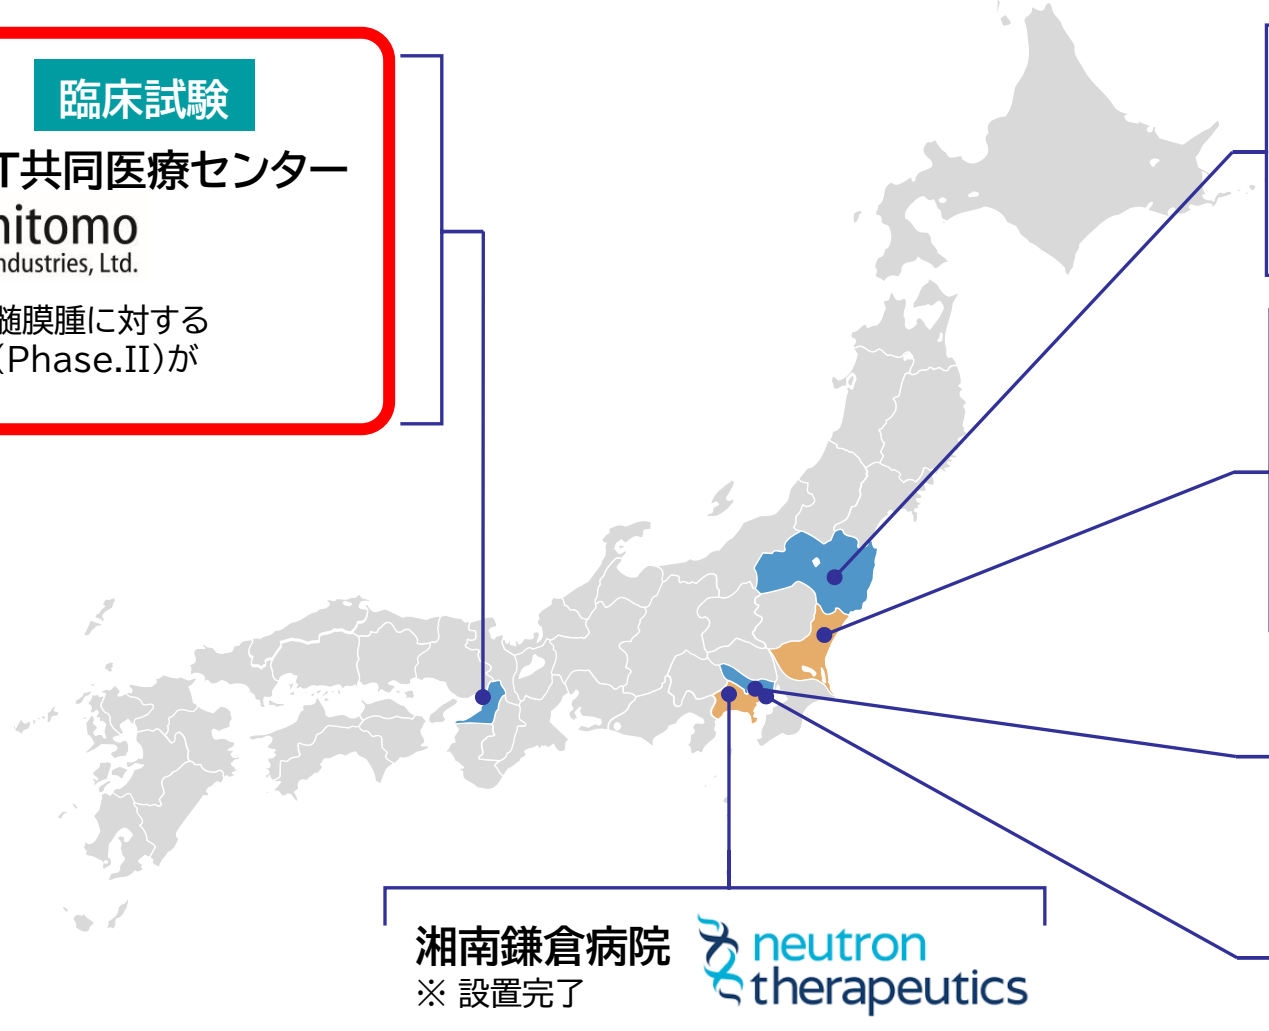 臨床試験
T共同医療センター
nitomo
ndustries, Ltd.
髄膜腫に対する
(Phase.II)が
湘南鎌倉病院
※ 設置完了
neutron
therapeutics